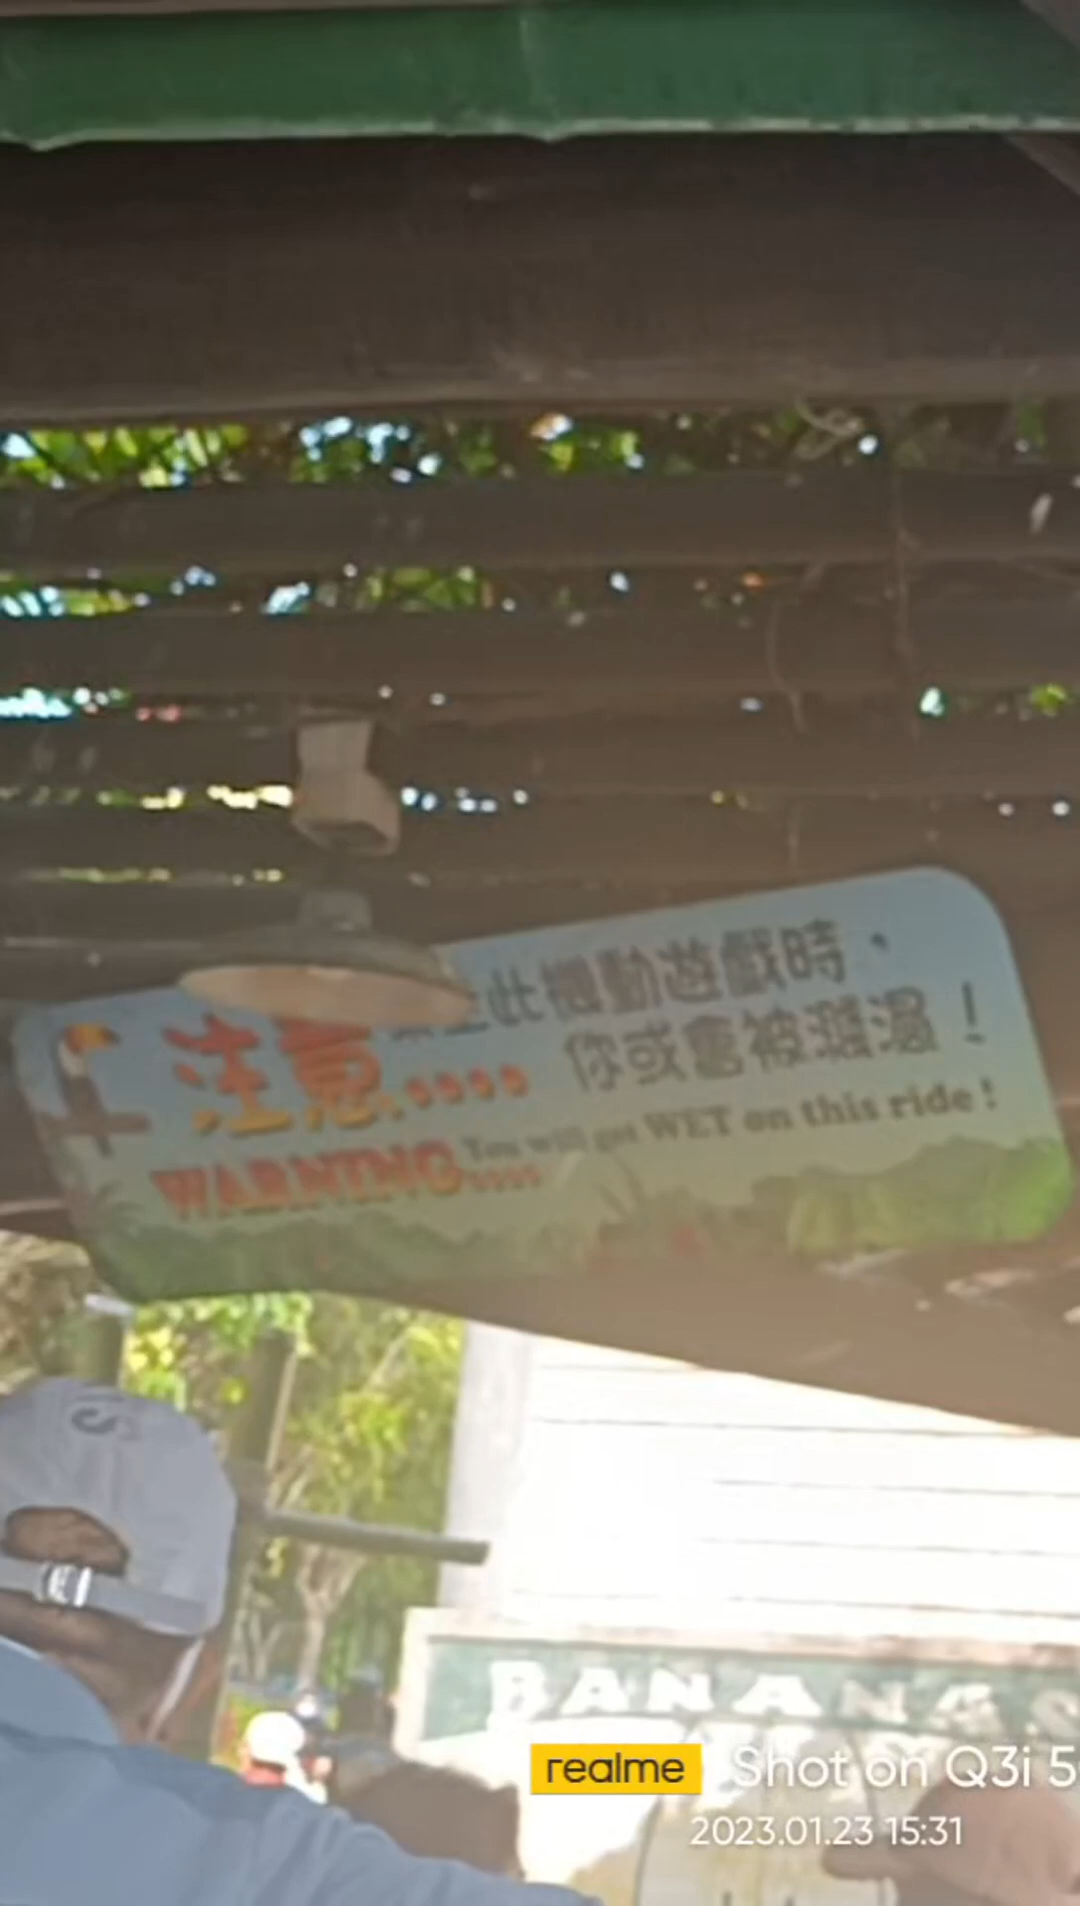 此機動遊戲時，
注意.... 你或會被濺濕！
WARNING.... You will get WET on this ride !
BANANAS
realme Shot on Q3i 5
2023.01.23 15:31